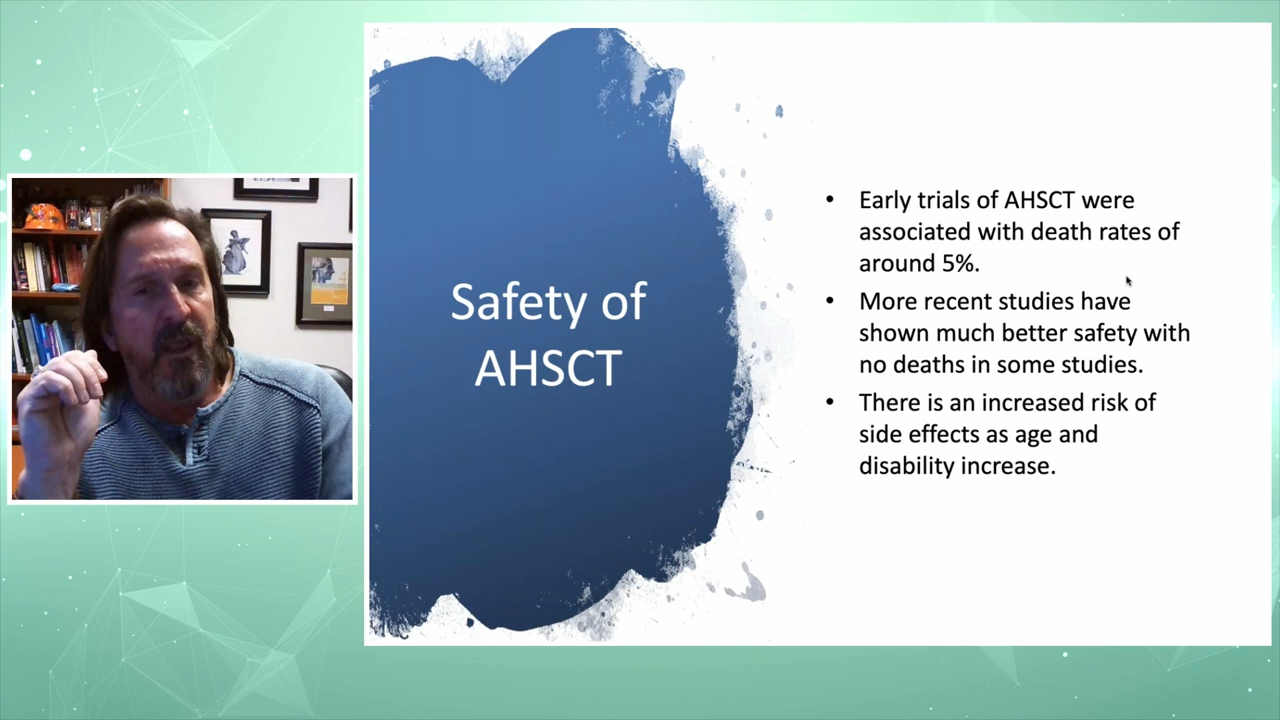 Safety of
AHSCT
• Early trials of AHSCT were
associated with death rates of
around 5%.
• More recent studies have
shown much better safety with
no deaths in some studies.
• There is an increased risk of
side effects as age and
disability increase.